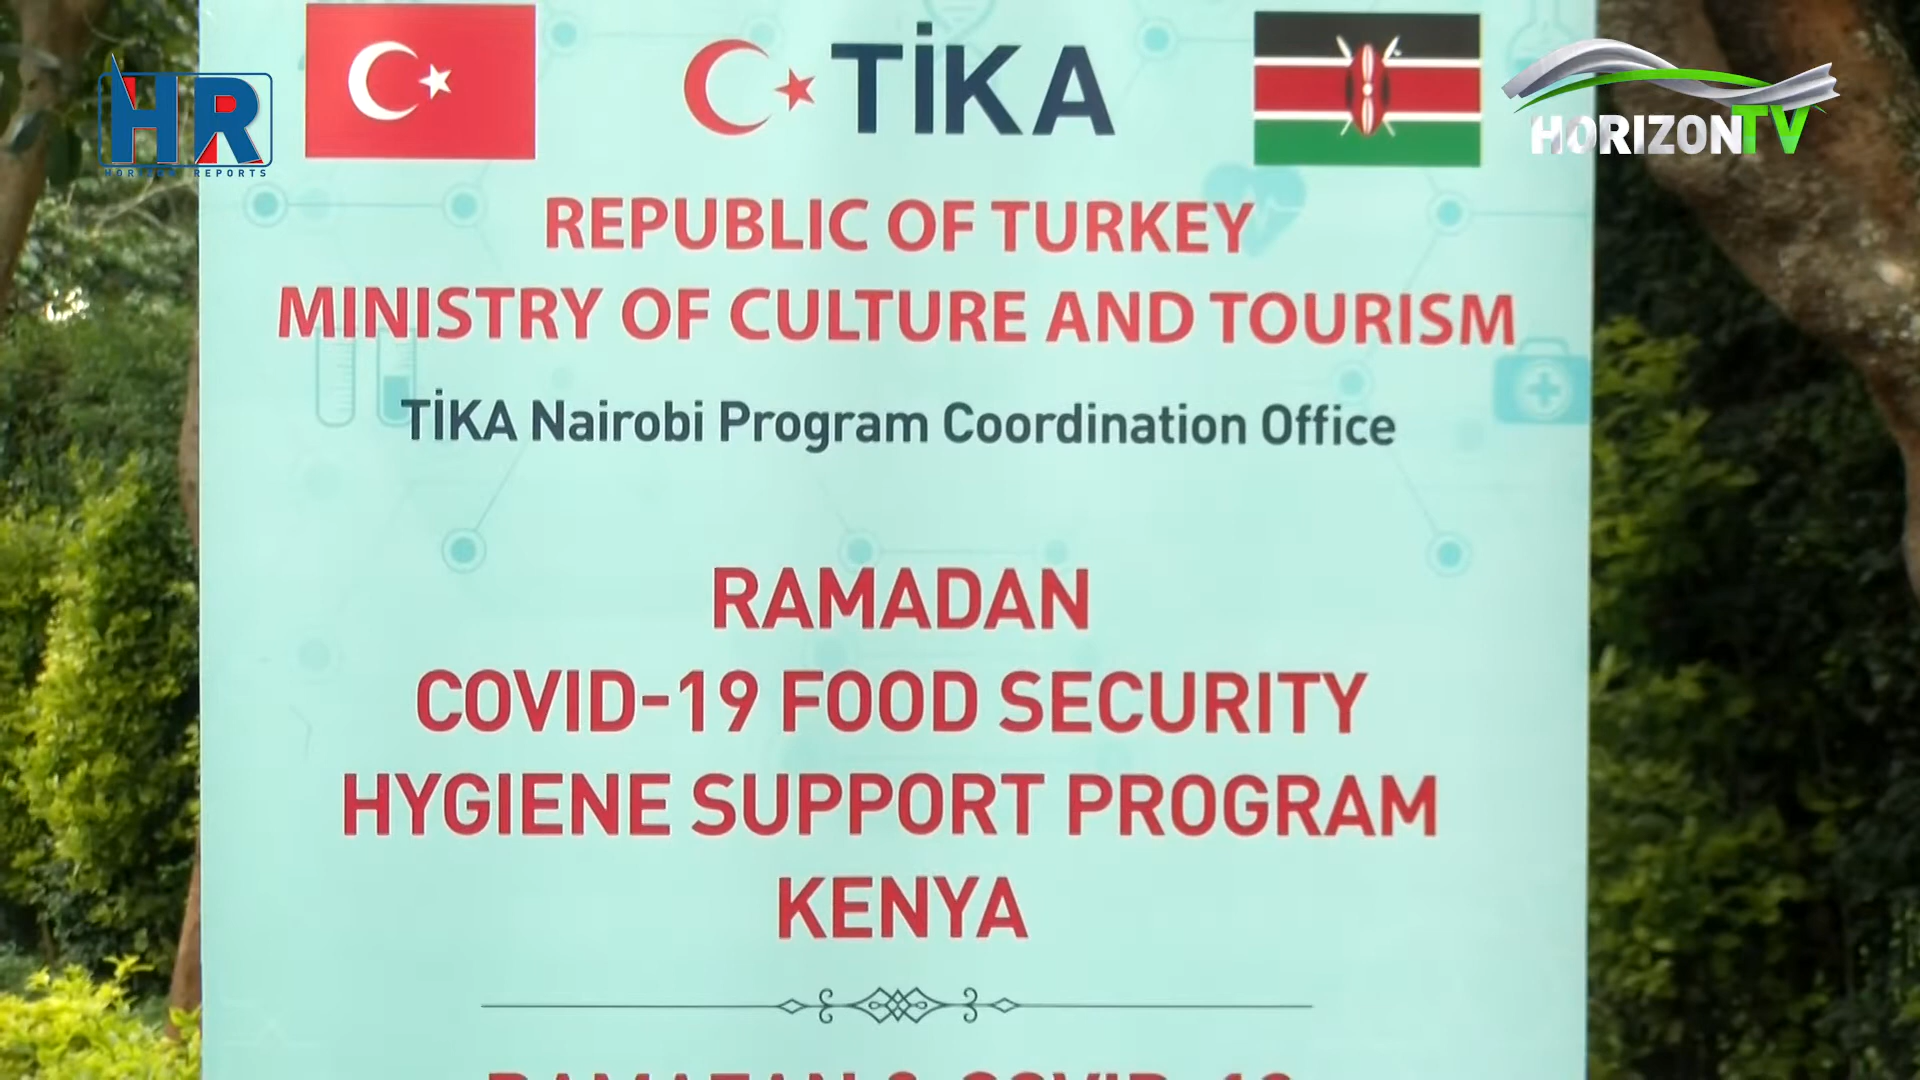 HR
HORIZON REPORTS
TİKA
HORIZONTV
REPUBLIC OF TURKEY
MINISTRY OF CULTURE AND TOURISM
TİKA Nairobi Program Coordination Office
RAMADAN
COVID-19 FOOD SECURITY
HYGIENE SUPPORT PROGRAM
KENYA